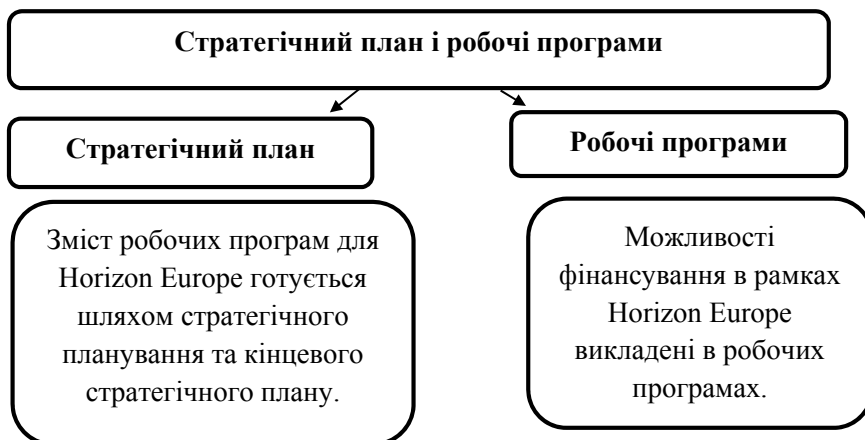 Стратегічний план і робочі програми
Стратегічний план
Робочі програми
Зміст робочих програм для
Horizon Europe готується
шляхом стратегічного
планування та кінцевого
стратегічного плану.
Можливості
фінансування в рамках
Horizon Europe
викладені в робочих
програмах.